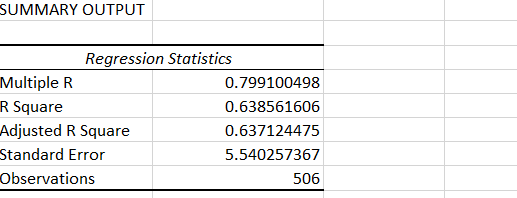 SUMMARY OUTPUT
Regression Statistics
Multiple R 0.799100498
R Square 0.638561606
Adjusted R Square 0.637124475
Standard Error 5.540257367
Observations 506